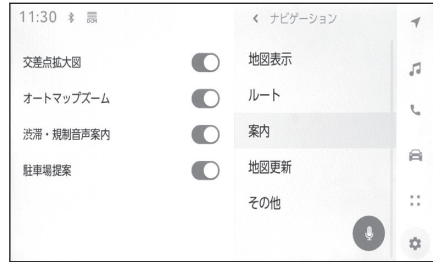 11:30
交差点拡大図
オートマップズーム
渋滞・規制音声案内
駐車場提案
ナビゲーション
地図表示
ルート
案内
地図更新
その他